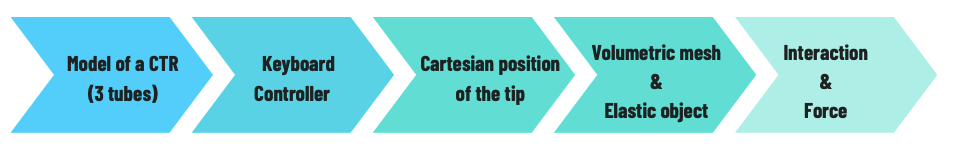 Model of a CTR
(3 tubes)
Keyboard
Controller
Cartesian position
of the tip
Volumetric mesh
&
Elastic object
Interaction
&
Force